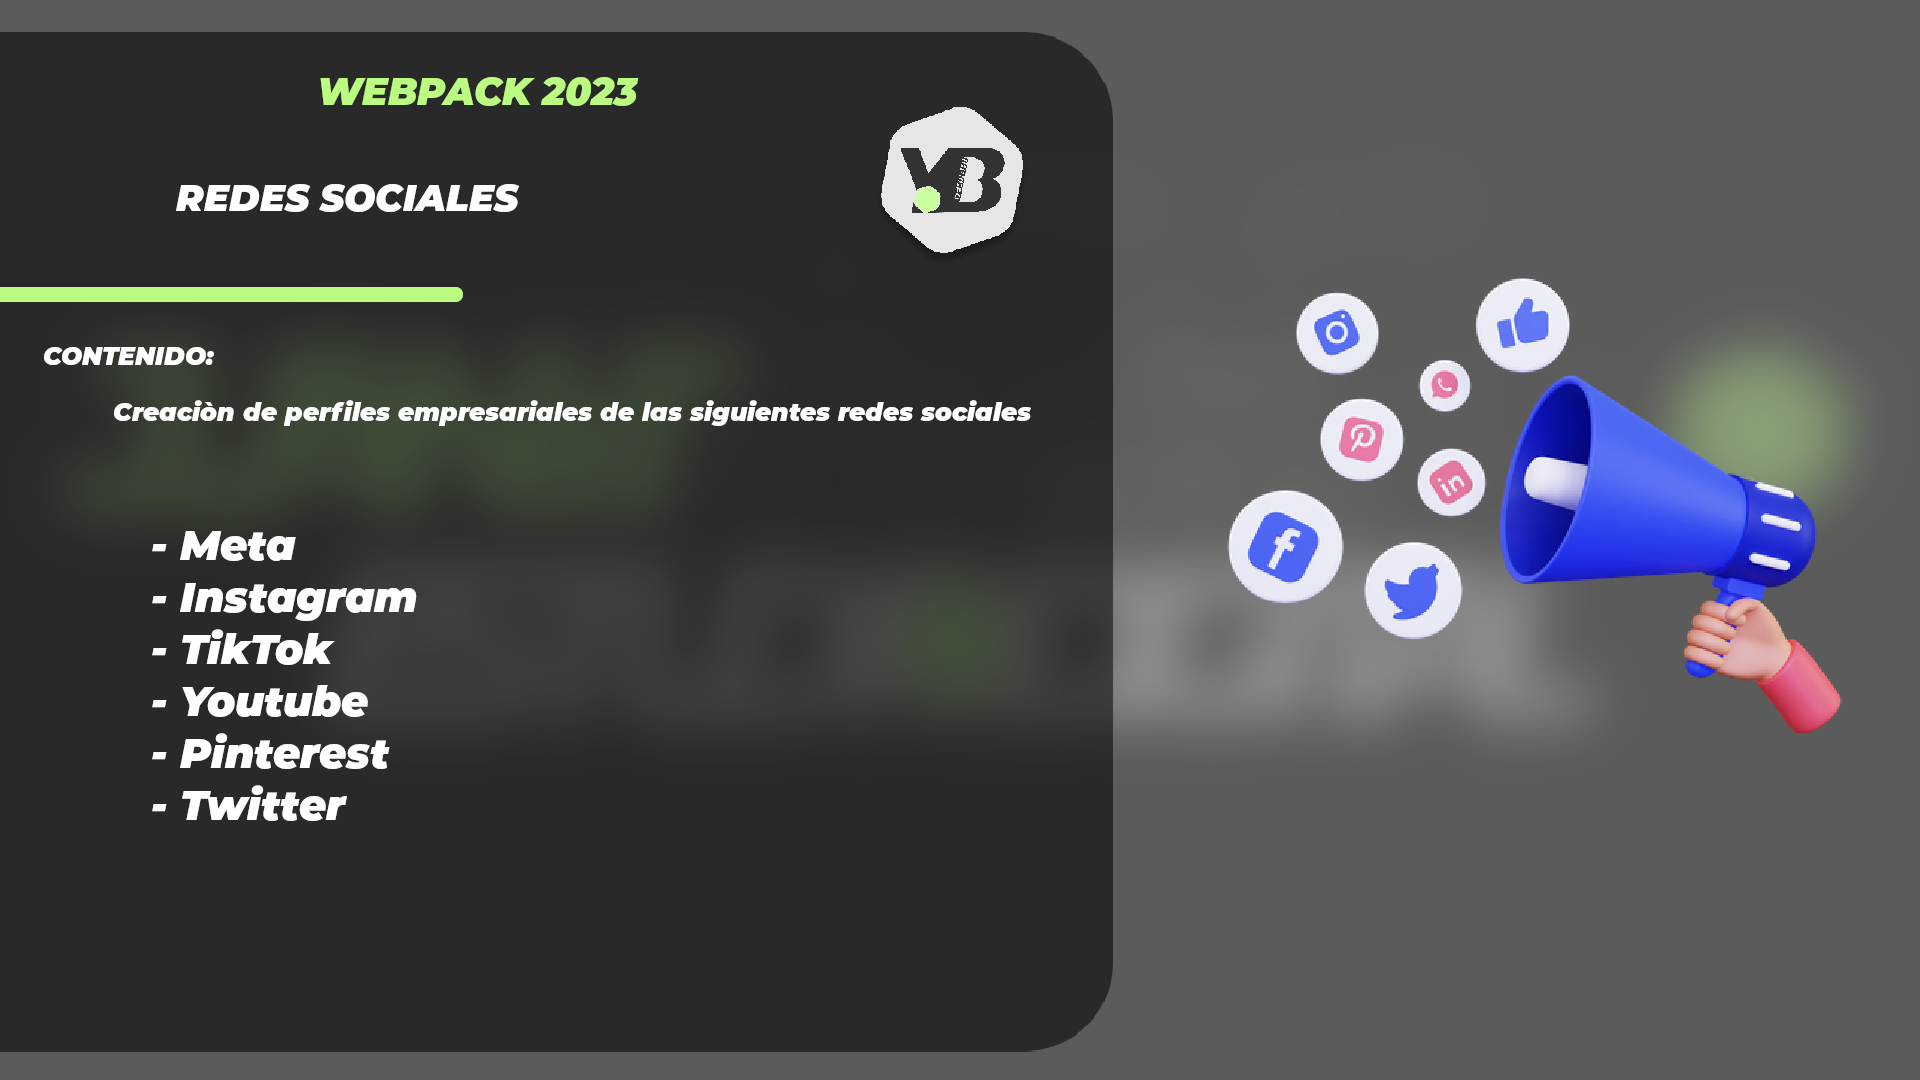 WEBPACK 2023
YB
REDES SOCIALES
CONTENIDO:
Creaciòn de perfiles empresariales de las siguientes redes sociales
- Meta
- Instagram
- TikTok
- Youtube
- Pinterest
- Twitter